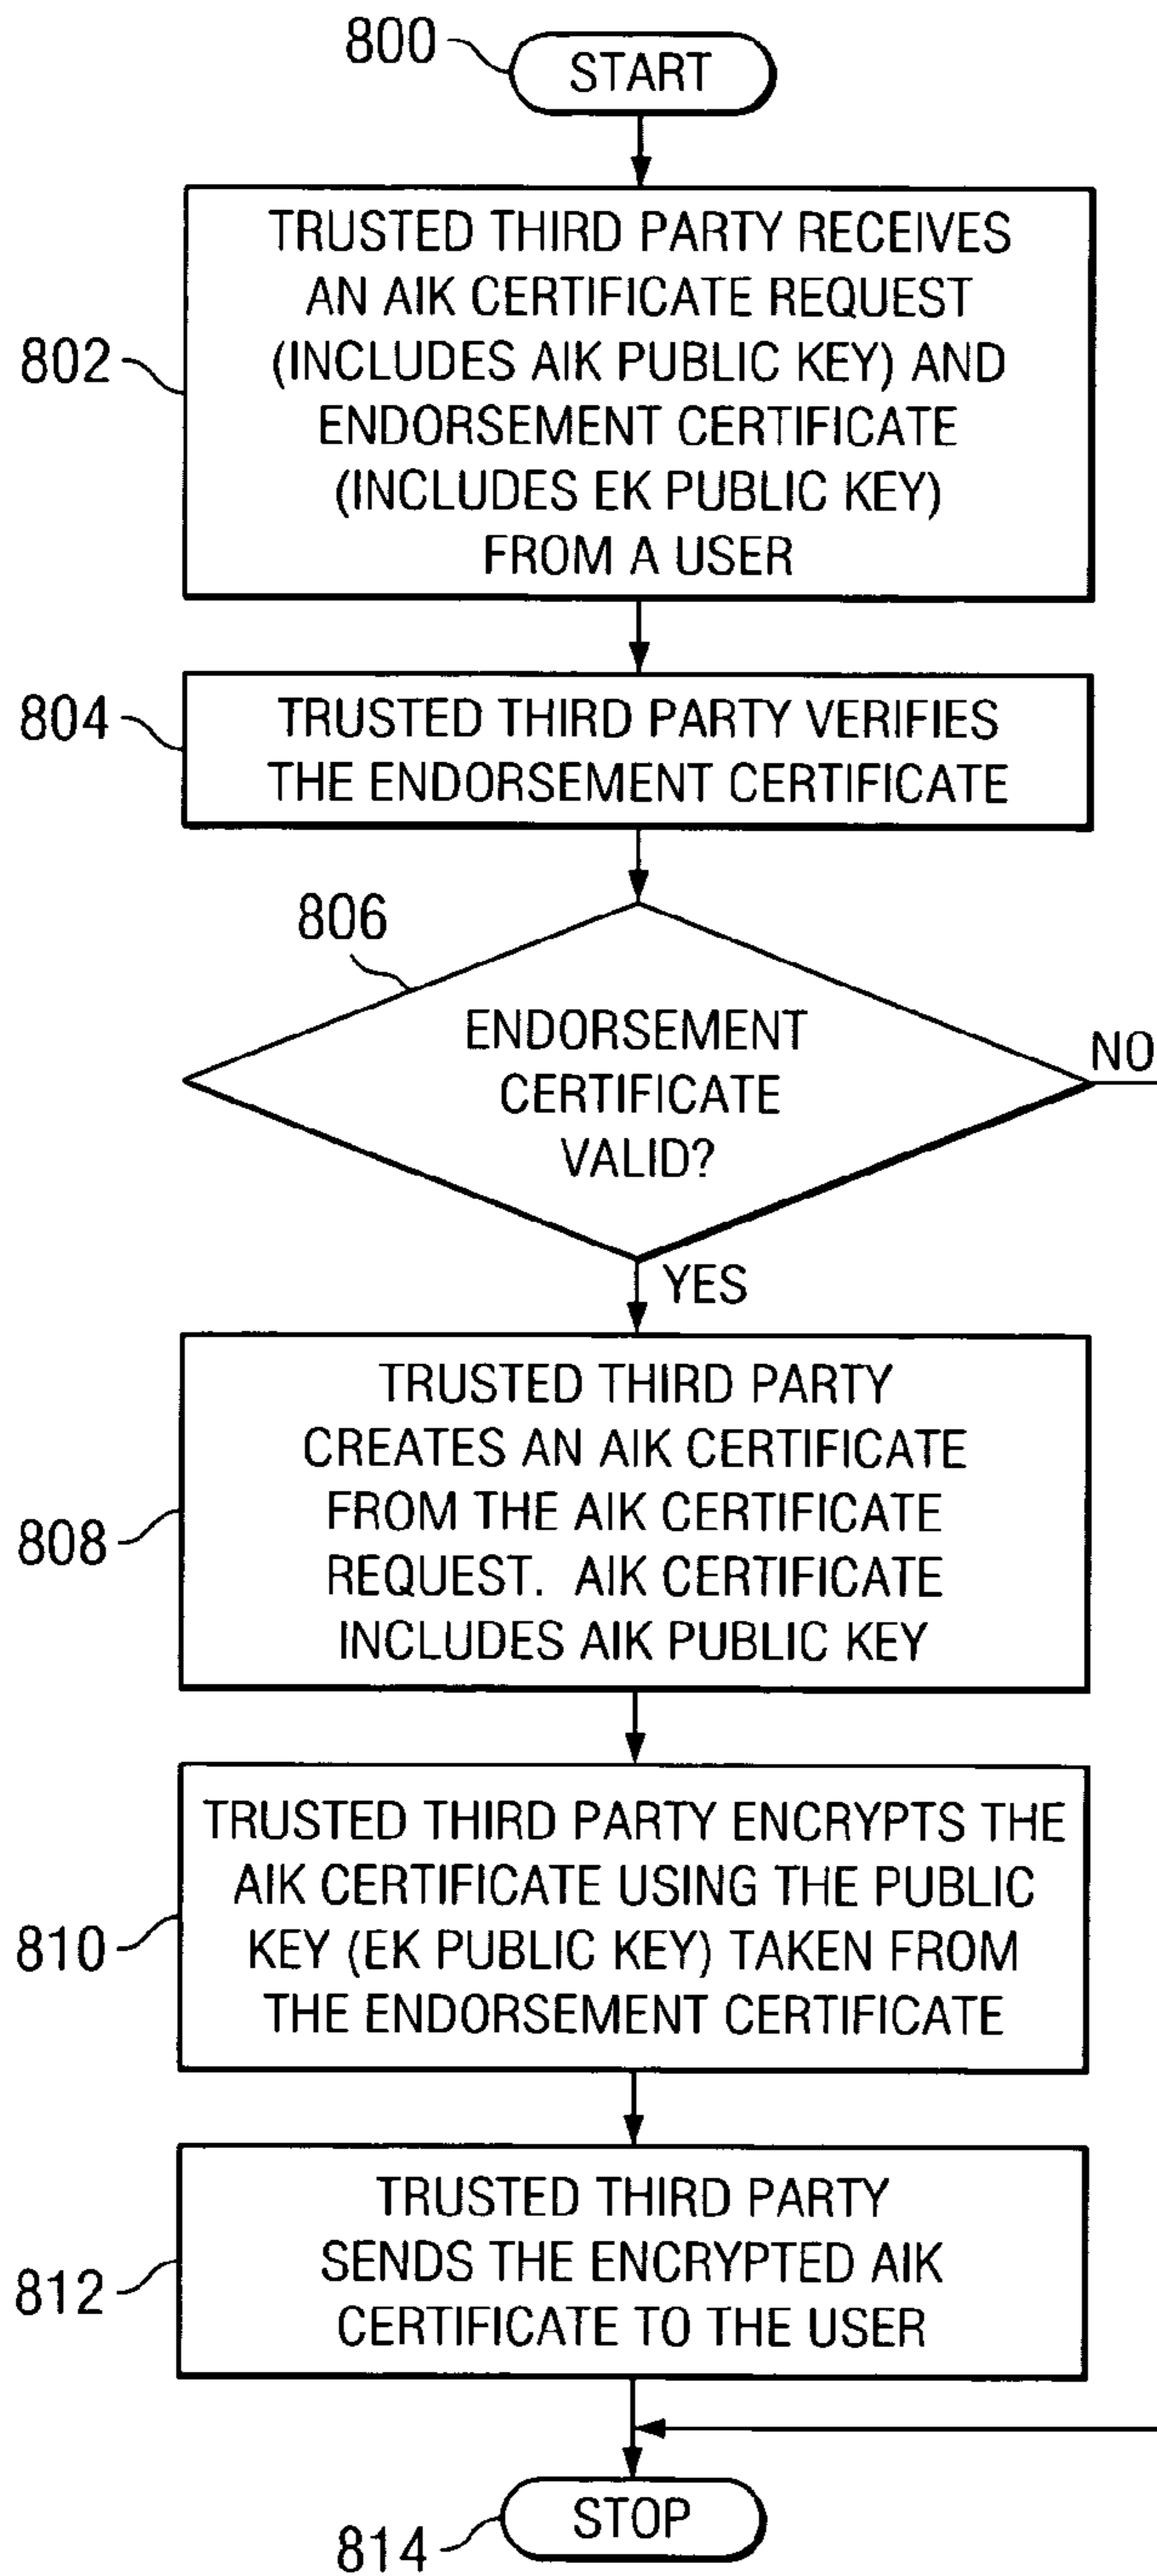 800
START
TRUSTED THIRD PARTY RECEIVES
AN AIK CERTIFICATE REQUEST
(INCLUDES AIK PUBLIC KEY) AND
ENDORSEMENT CERTIFICATE
(INCLUDES EK PUBLIC KEY)
FROM A USER
802
804
TRUSTED THIRD PARTY VERIFIES
THE ENDORSEMENT CERTIFICATE
806
ENDORSEMENT
CERTIFICATE
VALID?
NO
YES
TRUSTED THIRD PARTY
CREATES AN AIK CERTIFICATE
FROM THE AIK CERTIFICATE
REQUEST. AIK CERTIFICATE
INCLUDES AIK PUBLIC KEY
808
TRUSTED THIRD PARTY ENCRYPTS THE
AIK CERTIFICATE USING THE PUBLIC
KEY (EK PUBLIC KEY) TAKEN FROM
THE ENDORSEMENT CERTIFICATE
810
TRUSTED THIRD PARTY
SENDS THE ENCRYPTED AIK
CERTIFICATE TO THE USER
812
STOP
814